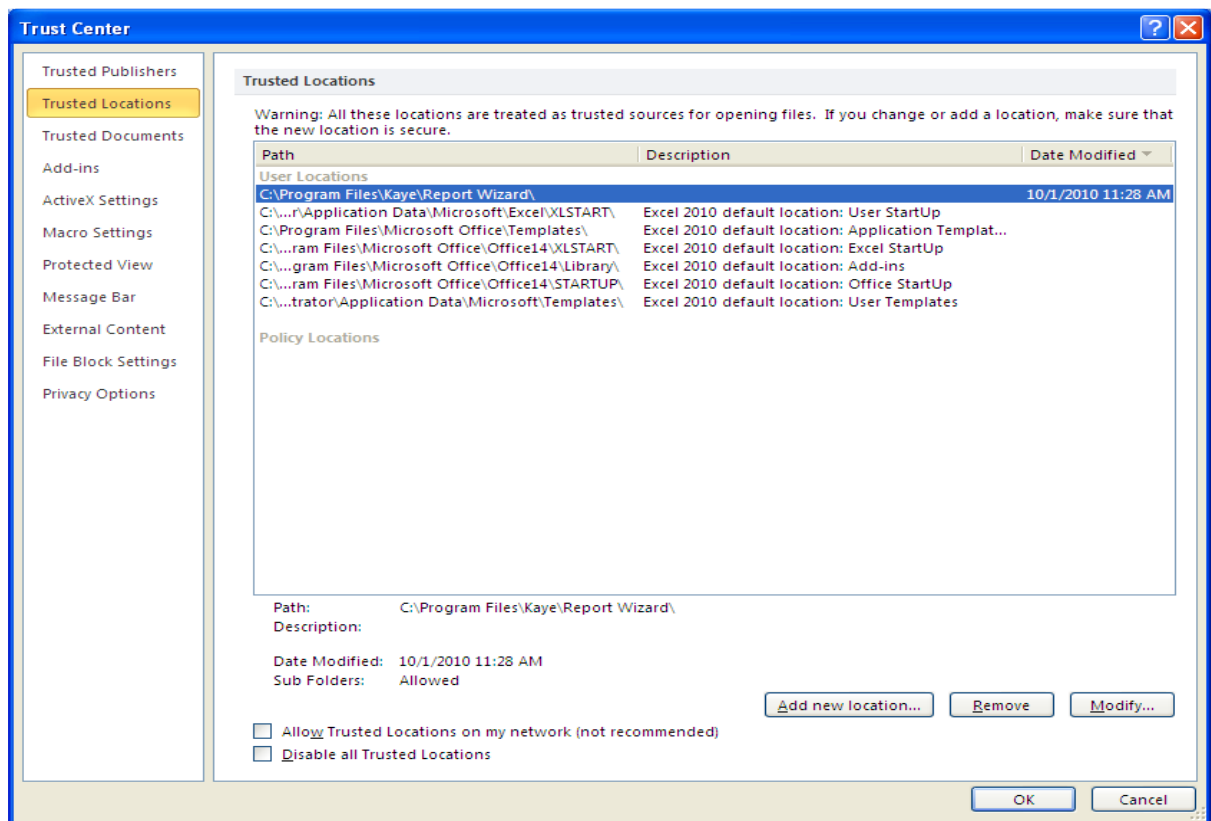 Trust Center
Trusted Publishers
Trusted Locations
Trusted Documents
Add-ins
ActiveX Settings
Macro Settings
Protected View
Message Bar
External Content
File Block Settings
Privacy Options
Trusted Locations
Warning: All these locations are treated as trusted sources for opening files. If you change or add a location, make sure that
the new location is secure.
Path Description Date Modified
User Locations
C:\Program Files\Kaye\Report Wizard\ 10/1/2010 11:28 AM
C:\...r\Application Data\Microsoft\Excel\XLSTART\ Excel 2010 default location: User StartUp
C:\Program Files\Microsoft Office\Templates\ Excel 2010 default location: Application Templat...
C:\...ram Files\Microsoft Office\Office14\XLSTART\ Excel 2010 default location: Excel StartUp
C:\...gram Files\Microsoft Office\Office14\Library\ Excel 2010 default location: Add-ins
C:\...ram Files\Microsoft Office\Office14\STARTUP\ Excel 2010 default location: Office StartUp
C:\...trator\Application Data\Microsoft\Templates\ Excel 2010 default location: User Templates
Policy Locations
Path: C:\Program Files\Kaye\Report Wizard\
Description:
Date Modified: 10/1/2010 11:28 AM
Sub Folders: Allowed
Add new location... Remove Modify...
Allow Trusted Locations on my network (not recommended)
Disable all Trusted Locations
OK Cancel